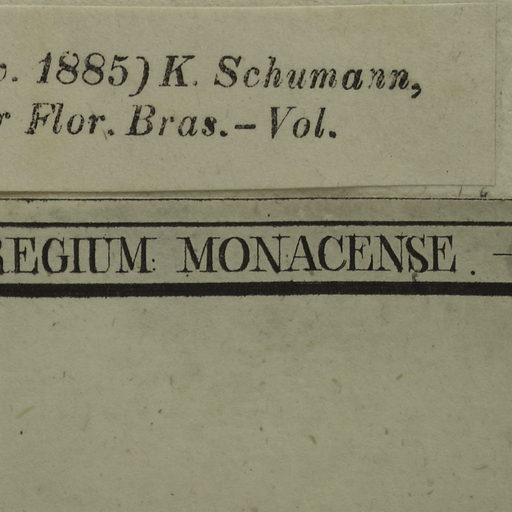 v. 1885) K. Schumann,
r Flor. Bras.—Vol.
REGIUM MONACENSE. —